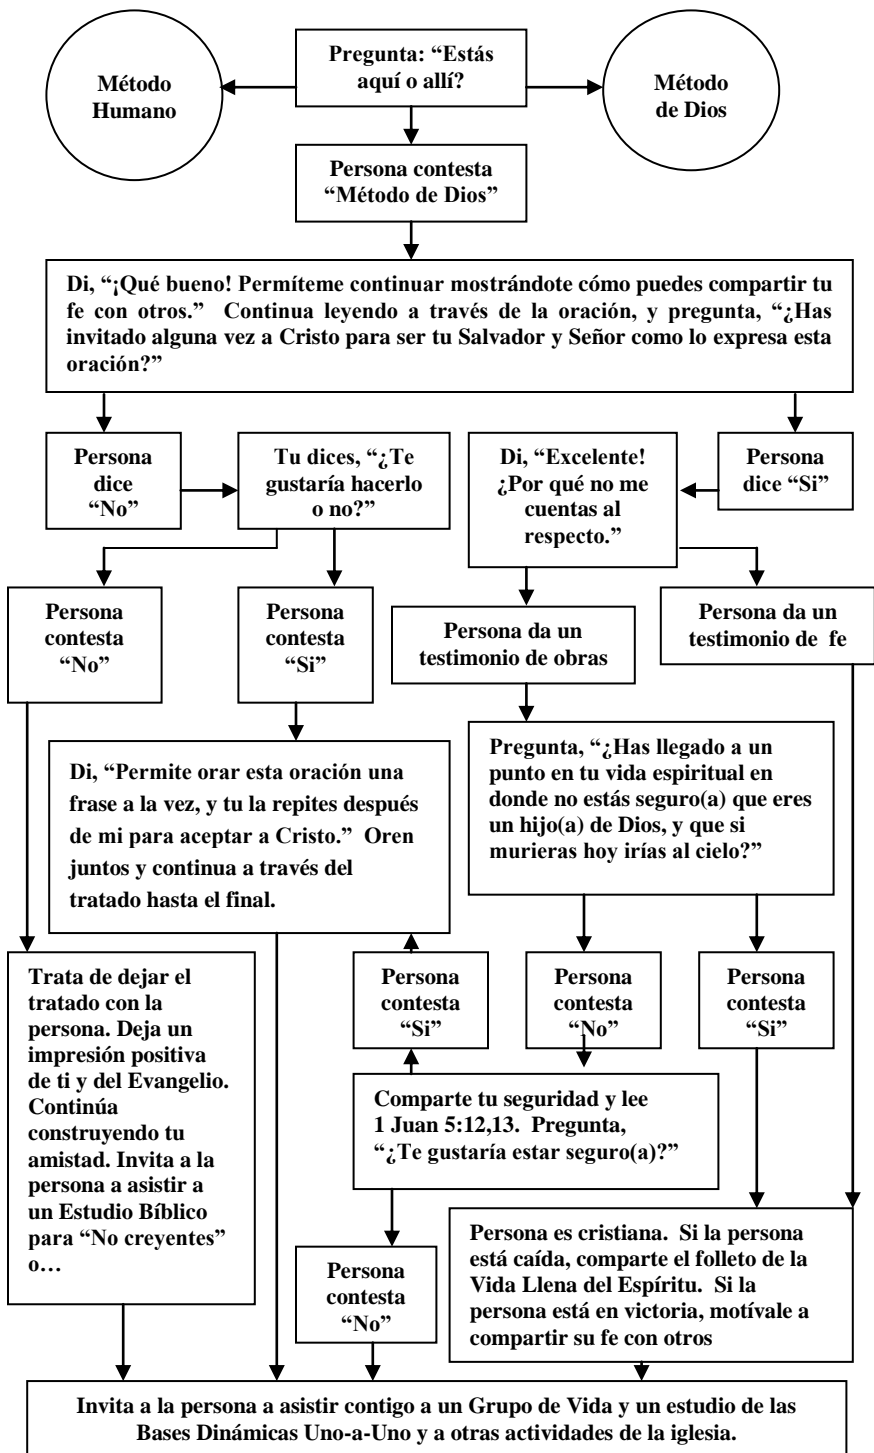 Método
Humano
Pregunta: “Estás
aquí o allí?
Método
de Dios
Persona contesta
“Método de Dios”
Di, “¡Qué bueno! Permíteme continuar mostrándote cómo puedes compartir tu
fe con otros.” Continua leyendo a través de la oración, y pregunta, “¿Has
invitado alguna vez a Cristo para ser tu Salvador y Señor como lo expresa esta
oración?”
Persona
dice
“No”
Tu dices, “¿Te
gustaría hacerlo
o no?”
Di, “Excelente!
¿Por qué no me
cuentas al
respecto.”
Persona
dice “Si”
Persona
contesta
“No”
Persona
contesta
“Si”
Persona da un
testimonio de obras
Persona da un
testimonio de fe
Di, “Permite orar esta oración una
frase a la vez, y tu la repites después
de mi para aceptar a Cristo.” Oren
juntos y continua a través del
tratado hasta el final.
Pregunta, “¿Has llegado a un
punto en tu vida espiritual en
donde no estás seguro(a) que eres
un hijo(a) de Dios, y que si
murieras hoy irías al cielo?”
Trata de dejar el
tratado con la
persona. Deja un
impresión positiva
de ti y del Evangelio.
Continúa
construyendo tu
amistad. Invita a la
persona a asistir a
un Estudio Bíblico
para “No creyentes”
o…
Persona
contesta
“Si”
Persona
contesta
“No”
Persona
contesta
“Si”
Comparte tu seguridad y lee
1 Juan 5:12,13. Pregunta,
“¿Te gustaría estar seguro(a)?”
Persona
contesta
“No”
Persona es cristiana. Si la persona
está caída, comparte el folleto de la
Vida Llena del Espíritu. Si la
persona está en victoria, motívale a
compartir su fe con otros
Invita a la persona a asistir contigo a un Grupo de Vida y un estudio de las
Bases Dinámicas Uno-a-Uno y a otras actividades de la iglesia.